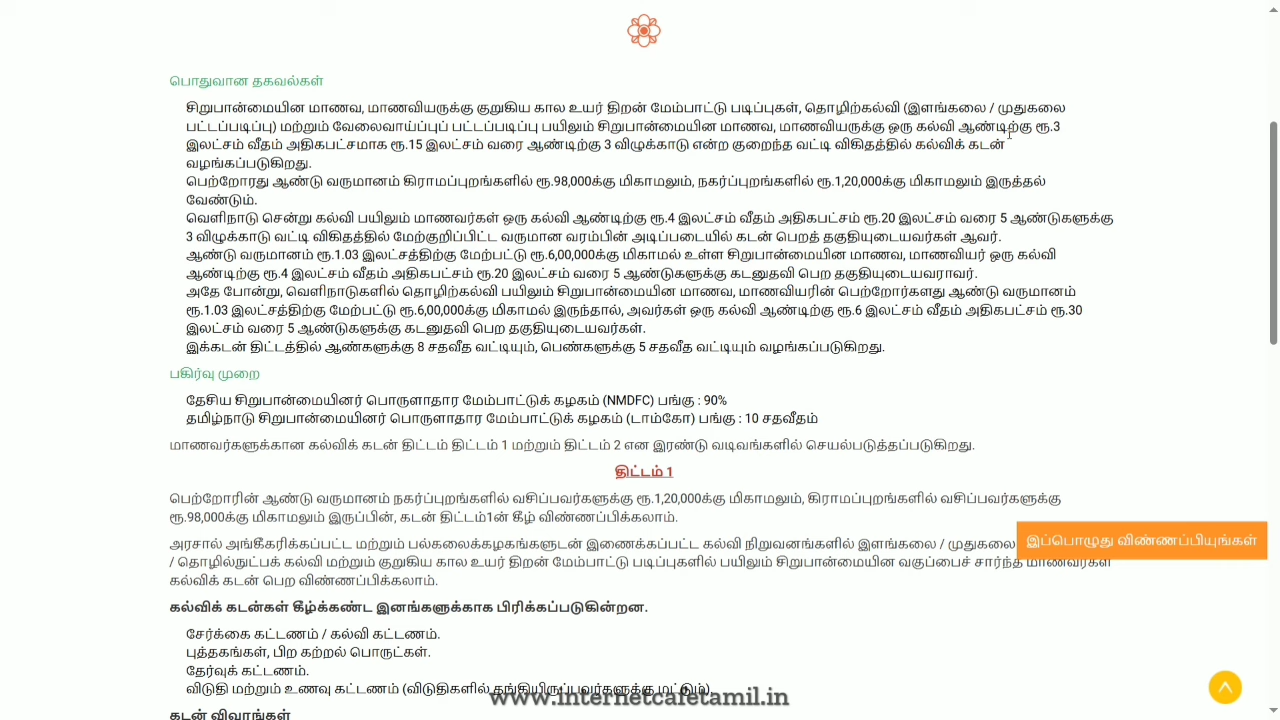 பொதுவான தகவல்கள்
சிறுபான்மையின மாணவ, மாணவியருக்கு குறுகிய கால உயர் திறன் மேம்பாட்டு படிப்புகள், தொழிற்கல்வி (இளங்கலை / முதுகலை
பட்டப்படிப்பு) மற்றும் வேலைவாய்ப்புப் பட்டப்படிப்பு பயிலும் சிறுபான்மையின மாணவ, மாணவியருக்கு ஒரு கல்வி ஆண்டிற்கு ரூ.3
இலட்சம் வீதம் அதிகபட்சமாக ரூ.15 இலட்சம் வரை ஆண்டிற்கு 3 விழுக்காடு என்ற குறைந்த வட்டி விகிதத்தில் கல்விக் கடன்
வழங்கப்படுகிறது.
பெற்றோரது ஆண்டு வருமானம் கிராமப்புறங்களில் ரூ.98,000க்கு மிகாமலும், நகர்ப்புறங்களில் ரூ.1,20,000க்கு மிகாமலும் இருத்தல்
வேண்டும்.
வெளிநாடு சென்று கல்வி பயிலும் மாணவர்கள் ஒரு கல்வி ஆண்டிற்கு ரூ.4 இலட்சம் வீதம் அதிகபட்சம் ரூ.20 இலட்சம் வரை 5 ஆண்டுகளுக்கு
3 விழுக்காடு வட்டி விகிதத்தில் மேற்குறிப்பிட்ட வருமான வரம்பின் அடிப்படையில் கடன் பெறத் தகுதியுடையவர்கள் ஆவர்.
ஆண்டு வருமானம் ரூ.1.03 இலட்சத்திற்கு மேற்பட்டு ரூ.6,00,000க்கு மிகாமல் உள்ள சிறுபான்மையின மாணவ, மாணவியர் ஒரு கல்வி
ஆண்டிற்கு ரூ.4 இலட்சம் வீதம் அதிகபட்சம் ரூ.20 இலட்சம் வரை 5 ஆண்டுகளுக்கு கடனுதவி பெற தகுதியுடையவராவர்.
அதே போன்று, வெளிநாடுகளில் தொழிற்கல்வி பயிலும் சிறுபான்மையின மாணவ, மாணவியரின் பெற்றோர்களது ஆண்டு வருமானம்
ரூ.1.03 இலட்சத்திற்கு மேற்பட்டு ரூ.6,00,000க்கு மிகாமல் இருந்தால், அவர்கள் ஒரு கல்வி ஆண்டிற்கு ரூ.6 இலட்சம் வீதம் அதிகபட்சம் ரூ.30
இலட்சம் வரை 5 ஆண்டுகளுக்கு கடனுதவி பெற தகுதியுடையவர்கள்.
இக்கடன் திட்டத்தில் ஆண்களுக்கு 8 சதவீத வட்டியும், பெண்களுக்கு 5 சதவீத வட்டியும் வழங்கப்படுகிறது.
பகிர்வு முறை
தேசிய சிறுபான்மையினர் பொருளாதார மேம்பாட்டுக் கழகம் (NMDFC) பங்கு : 90%
தமிழ்நாடு சிறுபான்மையினர் பொருளாதார மேம்பாட்டுக் கழகம் (டாம்கோ) பங்கு : 10 சதவீதம்
மாணவர்களுக்கான கல்விக் கடன் திட்டம் திட்டம் 1 மற்றும் திட்டம் 2 என இரண்டு வடிவங்களில் செயல்படுத்தப்படுகிறது.
திட்டம் 1
பெற்றோரின் ஆண்டு வருமானம் நகர்ப்புறங்களில் வசிப்பவர்களுக்கு ரூ.1,20,000க்கு மிகாமலும், கிராமப்புறங்களில் வசிப்பவர்களுக்கு
ரூ.98,000க்கு மிகாமலும் இருப்பின், கடன் திட்டம்1ன் கீழ் விண்ணப்பிக்கலாம்.
அரசால் அங்கீகரிக்கப்பட்ட மற்றும் பல்கலைக்கழகங்களுடன் இணைக்கப்பட்ட கல்வி நிறுவனங்களில் இளங்கலை / முதுகலை
இப்பொழுது விண்ணப்பியுங்கள்
/ தொழில்நுட்பக் கல்வி மற்றும் குறுகிய கால உயர் திறன் மேம்பாட்டு படிப்புகளில் பயிலும் சிறுபான்மையின வகுப்பைச் சார்ந்த மாணவர்கள்
கல்விக் கடன் பெற விண்ணப்பிக்கலாம்.
கல்விக் கடன்கள் கீழ்க்கண்ட இனங்களுக்காக பிரிக்கப்படுகின்றன.
சேர்க்கை கட்டணம் / கல்வி கட்டணம்.
புத்தகங்கள், பிற கற்றல் பொருட்கள்.
தேர்வுக் கட்டணம்.
விடுதி மற்றும் உணவு கட்டணம் (விடுதிகளில் தங்கியிருப்பவர்களுக்கு மட்டும்).
www.internetcafetamil.in
கடன் விவரங்கள்